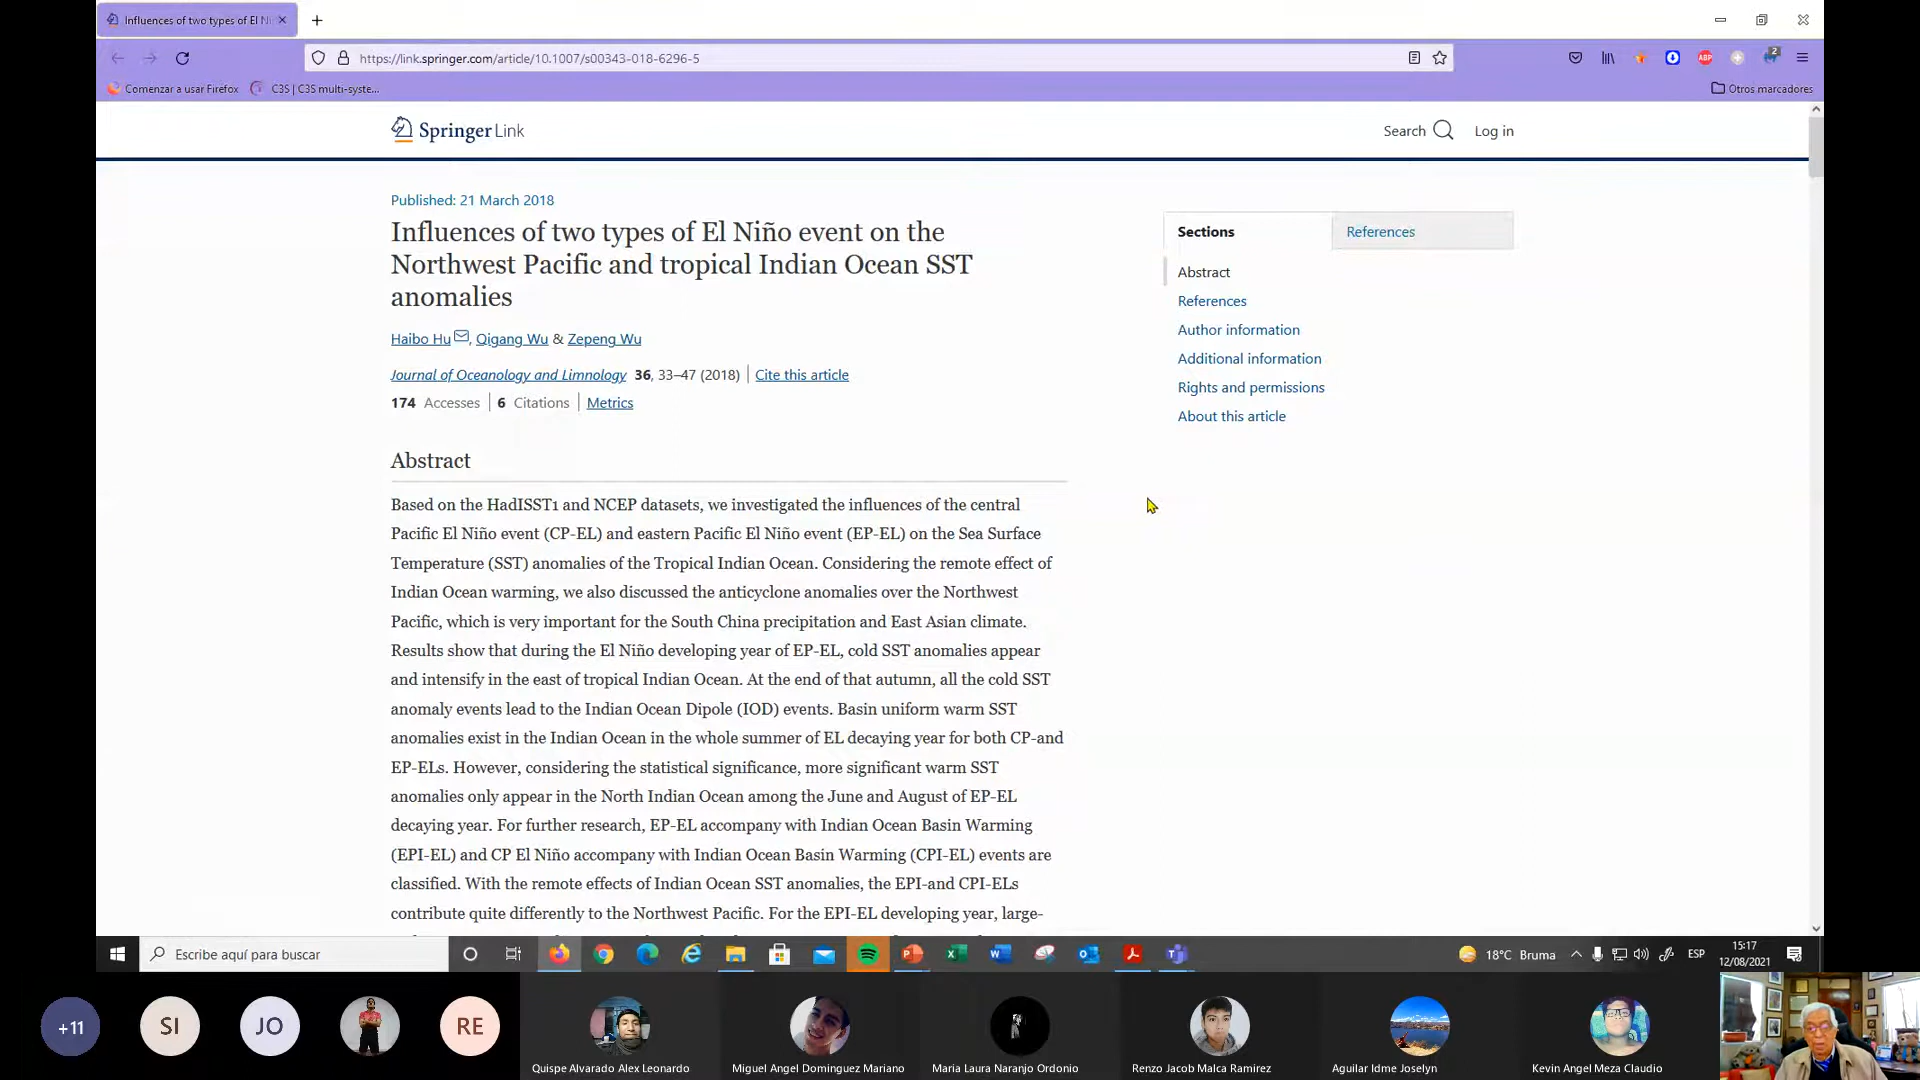 Influences of two types of El Ni
https://link.springer.com/article/10.1007/s00343-018-6296-5
2
ABP
Comenzar a usar Firefox
C3S | C3S multi-syste...
Otros marcadores
Springer Link
Search
Log in
Published: 21 March 2018
Influences of two types of El Niño event on the
Northwest Pacific and tropical Indian Ocean SST
anomalies
Haibo Hu, Qigang Wu & Zepeng Wu
Journal of Oceanology and Limnology 36, 33–47 (2018) | Cite this article
174 Accesses | 6 Citations | Metrics
Sections
References
Abstract
References
Author information
Additional information
Rights and permissions
About this article
Abstract
Based on the HadISST1 and NCEP datasets, we investigated the influences of the central
Pacific El Niño event (CP-EL) and eastern Pacific El Niño event (EP-EL) on the Sea Surface
Temperature (SST) anomalies of the Tropical Indian Ocean. Considering the remote effect of
Indian Ocean warming, we also discussed the anticyclone anomalies over the Northwest
Pacific, which is very important for the South China precipitation and East Asian climate.
Results show that during the El Niño developing year of EP-EL, cold SST anomalies appear
and intensify in the east of tropical Indian Ocean. At the end of that autumn, all the cold SST
anomaly events lead to the Indian Ocean Dipole (IOD) events. Basin uniform warm SST
anomalies exist in the Indian Ocean in the whole summer of EL decaying year for both CP-and
EP-ELs. However, considering the statistical significance, more significant warm SST
anomalies only appear in the North Indian Ocean among the June and August of EP-EL
decaying year. For further research, EP-EL accompany with Indian Ocean Basin Warming
(EPI-EL) and CP El Niño accompany with Indian Ocean Basin Warming (CPI-EL) events are
classified. With the remote effects of Indian Ocean SST anomalies, the EPI-and CPI-ELs
contribute quite differently to the Northwest Pacific. For the EPI-EL developing year, large-
Escribe aquí para buscar
18°C Bruma
ESP
15:17
12/08/2021
+11
SI
JO
RE
Quispe Alvarado Alex Leonardo
Miguel Angel Dominguez Mariano
Maria Laura Naranjo Ordonio
Renzo Jacob Malca Ramirez
Aguilar Idme Joselyn
Kevin Angel Meza Claudio